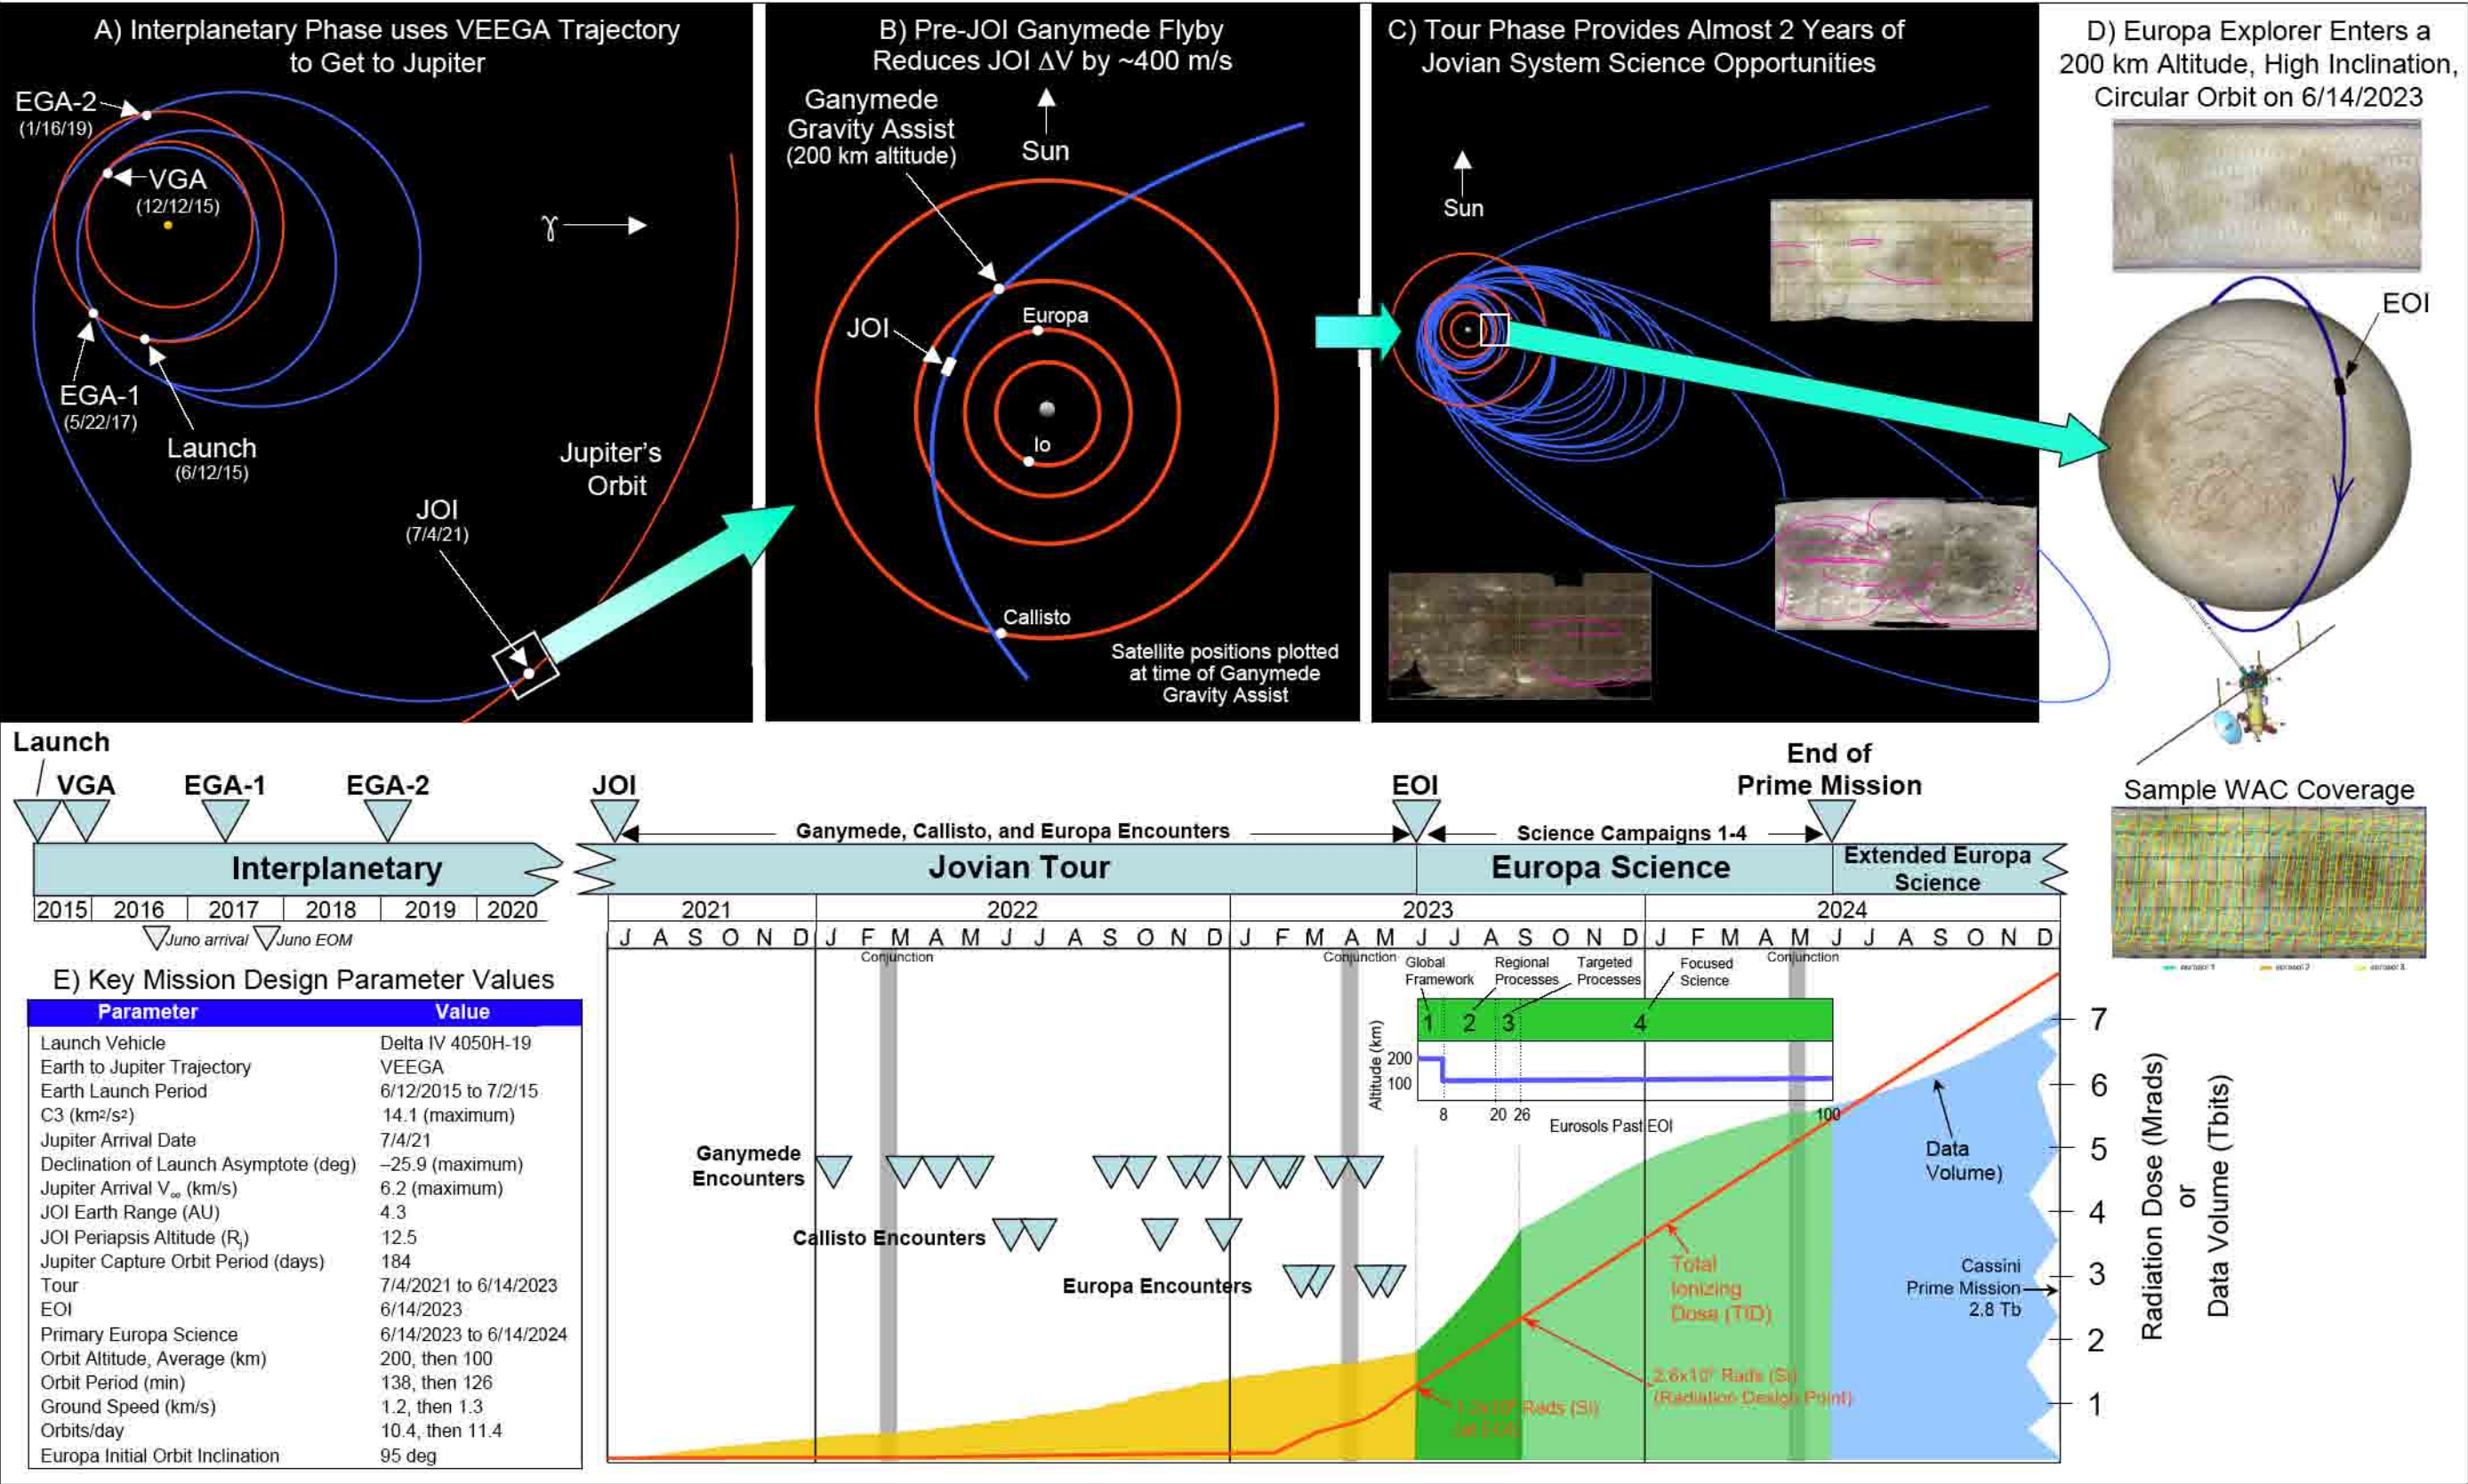 A) Interplanetary Phase uses VEEGA Trajectory
to Get to Jupiter
EGA-2
(1/16/19)
VGA
(12/12/15)
EGA-1
(5/22/17)
Launch
(6/12/15)
JOI
(7/4/21)
Jupiter's
Orbit
B) Pre-JOI Ganymede Flyby
Reduces JOI ΔV by ~400 m/s
Ganymede
Gravity Assist
(200 km altitude)
Sun
JOI
Europa
Io
Callisto
Satellite positions plotted
at time of Ganymede
Gravity Assist
C) Tour Phase Provides Almost 2 Years of
Jovian System Science Opportunities
Sun
D) Europa Explorer Enters a
200 km Altitude, High Inclination,
Circular Orbit on 6/14/2023
EOI
Sample WAC Coverage
Launch
VGA
EGA-1
EGA-2
JOI
EOI
End of
Prime Mission
Ganymede, Callisto, and Europa Encounters
Science Campaigns 1-4
Interplanetary
Jovian Tour
Europa Science
Extended Europa
Science
2015 2016 2017 2018 2019 2020
2021 2022 2023 2024
Juno arrival Juno EOM
J A S O N D J F M A M J J A S O N D J F M A M J J A S O N D J F M A M J J A S O N D
Conjunction
Conjunction
Conjunction
E) Key Mission Design Parameter Values
Parameter Value
Launch Vehicle Delta IV 4050H-19
Earth to Jupiter Trajectory VEEGA
Earth Launch Period 6/12/2015 to 7/2/15
C3 (km²/s²) 14.1 (maximum)
Jupiter Arrival Date 7/4/21
Declination of Launch Asymptote (deg) –25.9 (maximum)
Jupiter Arrival V∞ (km/s) 6.2 (maximum)
JOI Earth Range (AU) 4.3
JOI Periapsis Altitude (Rj) 12.5
Jupiter Capture Orbit Period (days) 184
Tour 7/4/2021 to 6/14/2023
EOI 6/14/2023
Primary Europa Science 6/14/2023 to 6/14/2024
Orbit Altitude, Average (km) 200, then 100
Orbit Period (min) 138, then 126
Ground Speed (km/s) 1.2, then 1.3
Orbits/day 10.4, then 11.4
Europa Initial Orbit Inclination 95 deg
Global
Framework
Regional
Processes
Targeted
Processes
Focused
Science
1 2 3 4
Altitude (km)
200
100
8 20 26 100
Eurosols Past EOI
Ganymede
Encounters
Callisto Encounters
Europa Encounters
Data
Volume)
Total
Ionizing
Dose (TID)
Rads (Si)
(at EOI)
Rads (Si)
(Radiation Design Point)
Cassini
Prime Mission
2.8 Tb
7
6
5
4
3
2
1
Radiation Dose (Mrads)
or
Data Volume (Tbits)